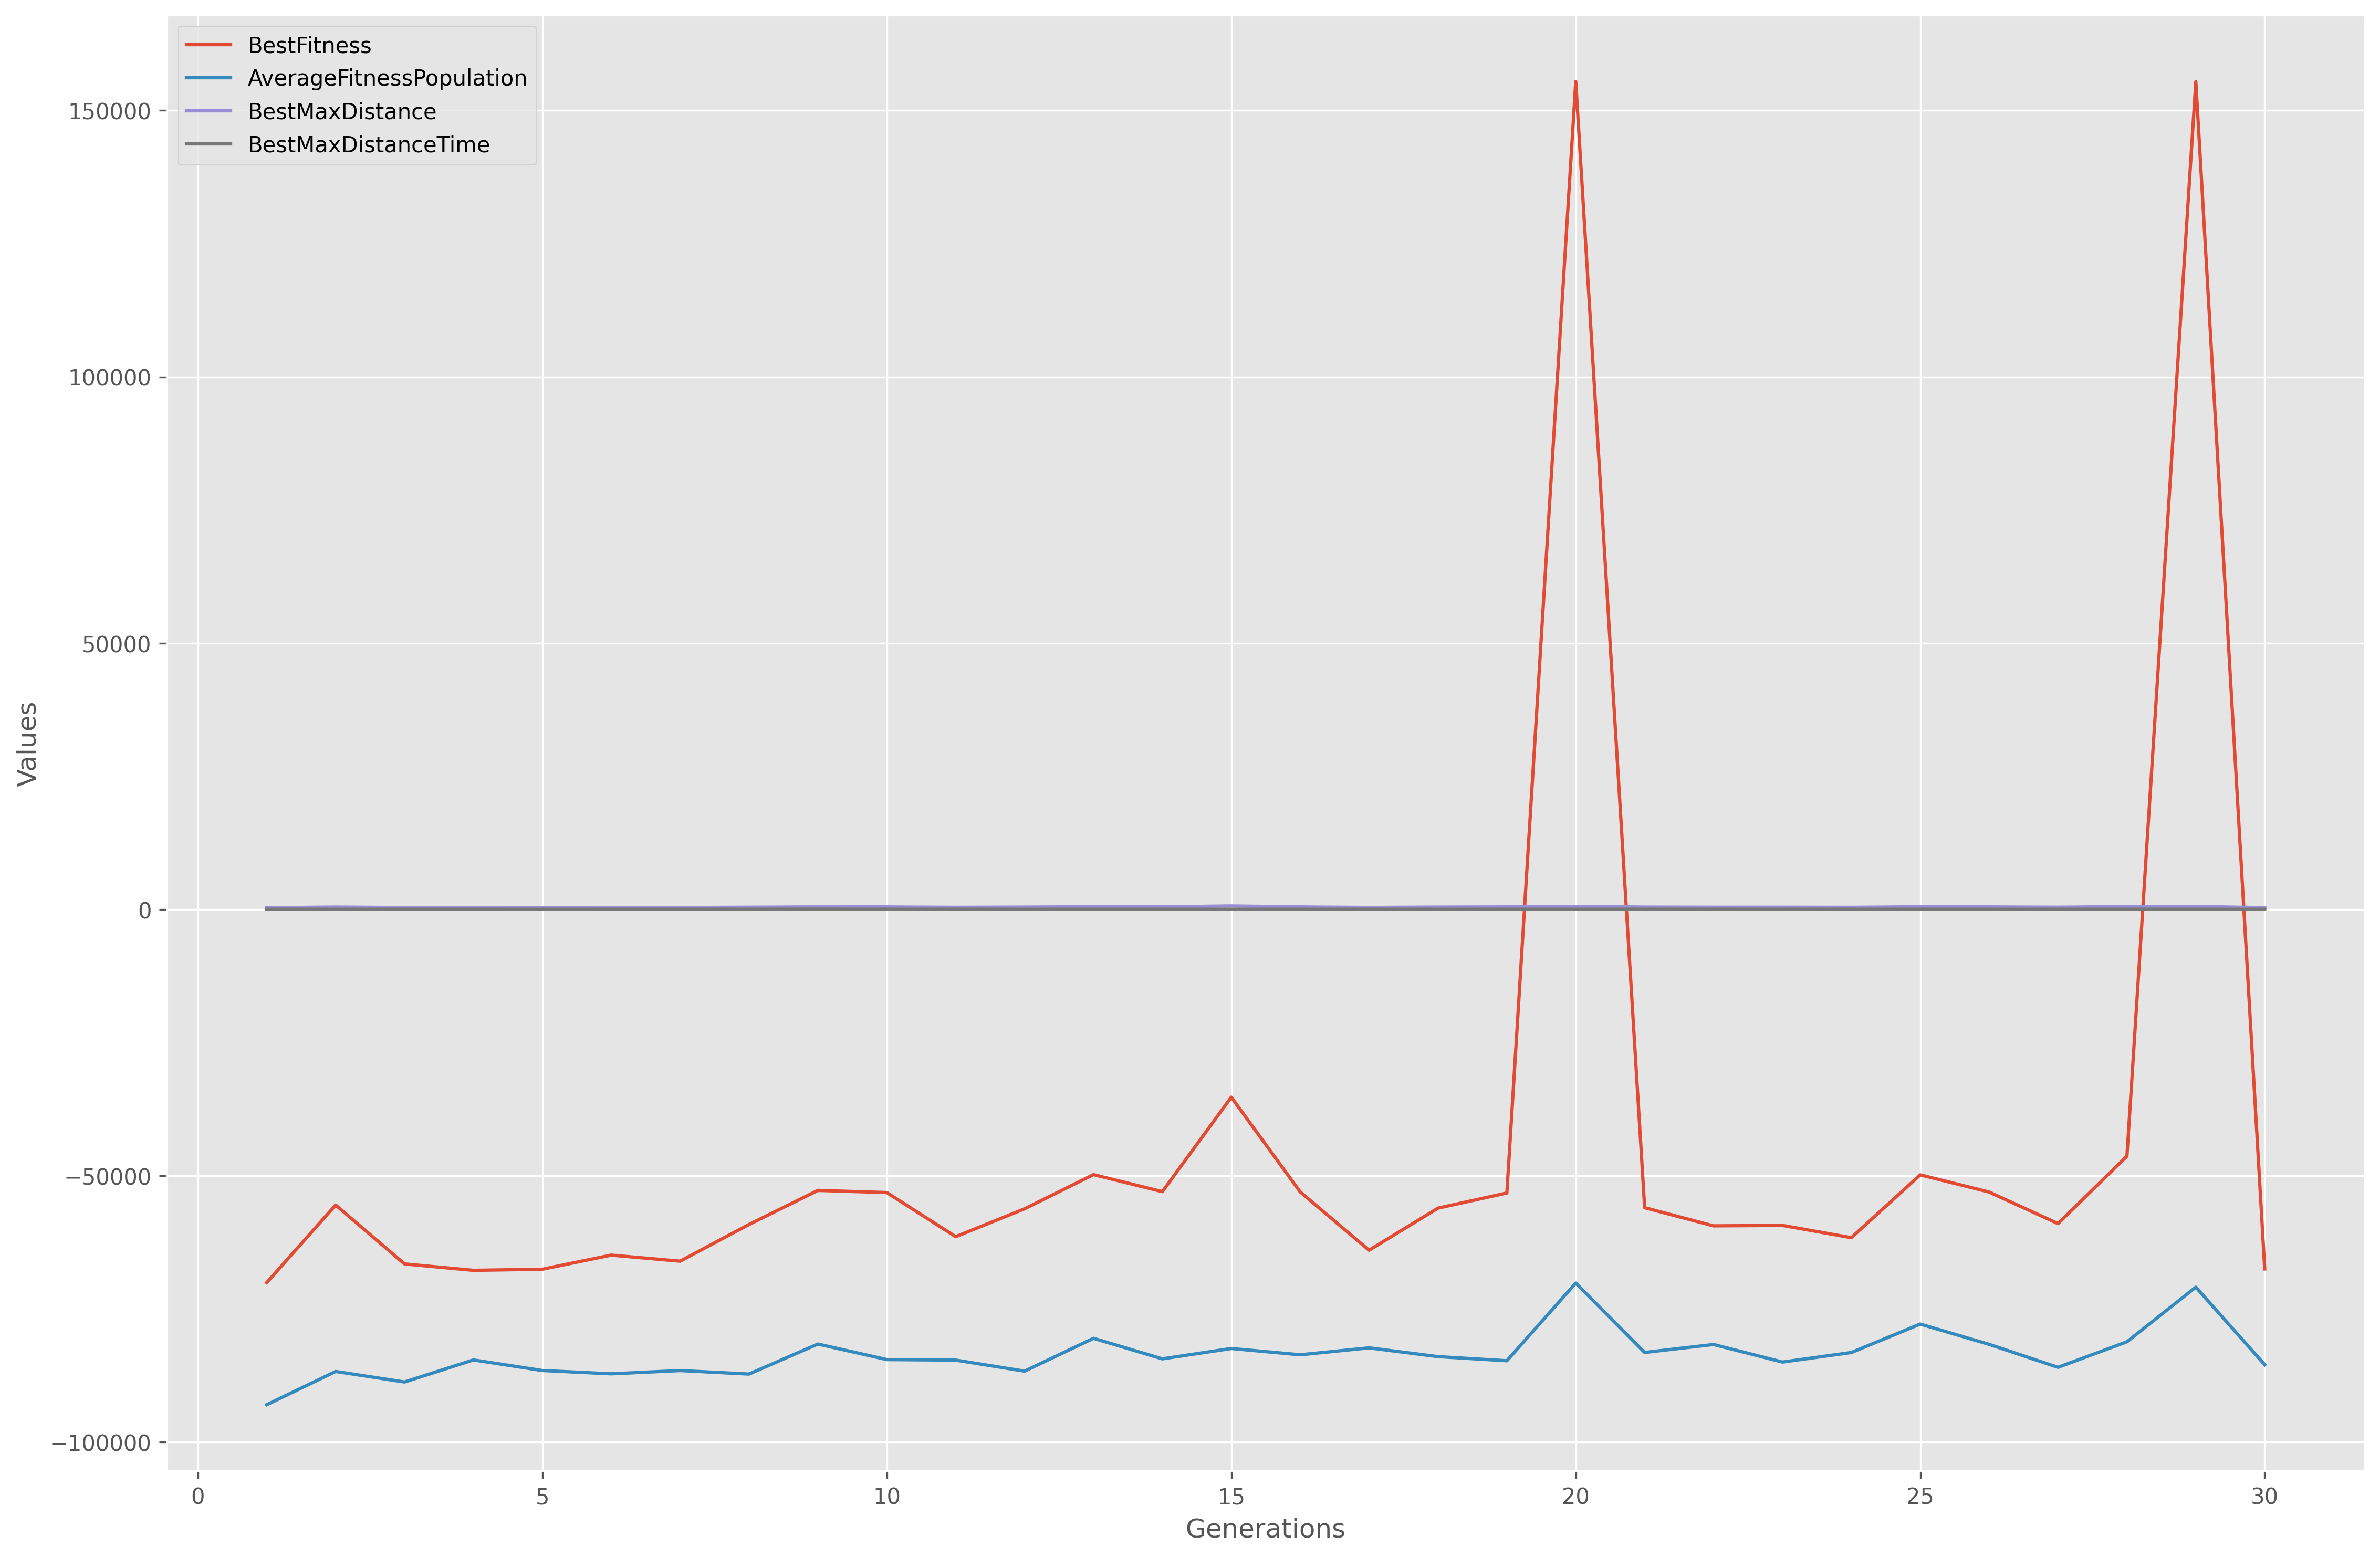 BestFitness
AverageFitnessPopulation
BestMaxDistance
BestMaxDistanceTime
150000
100000
50000
0
−50000
−100000
Values
0 5 10 15 20 25 30
Generations